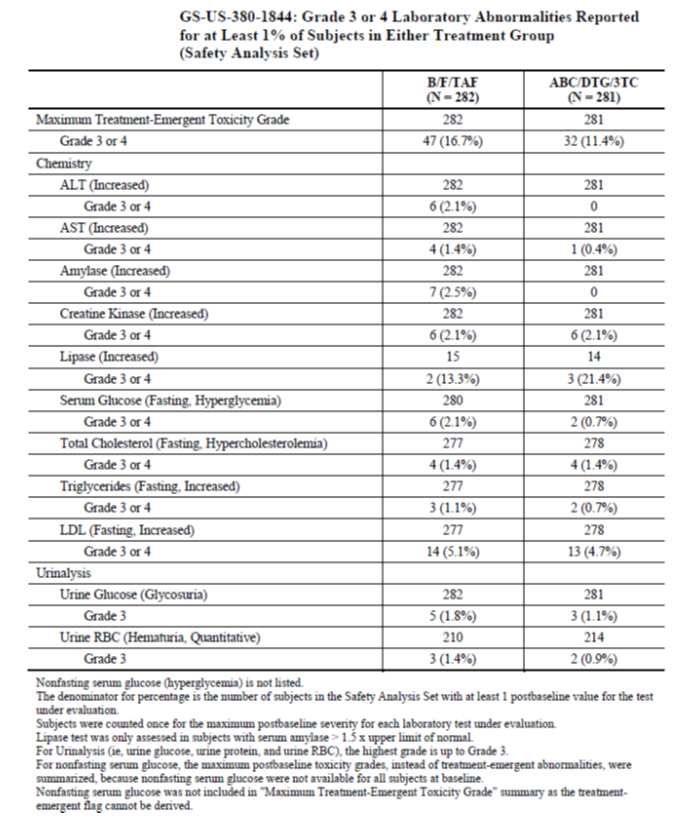 GS-US-380-1844: Grade 3 or 4 Laboratory Abnormalities Reported
for at Least 1% of Subjects in Either Treatment Group
(Safety Analysis Set)
B/F/TAF ABC/DTG/3TC
(N = 282) (N = 281)
Maximum Treatment-Emergent Toxicity Grade 282 281
Grade 3 or 4 47 (16.7%) 32 (11.4%)
Chemistry
ALT (Increased) 282 281
Grade 3 or 4 6 (2.1%) 0
AST (Increased) 282 281
Grade 3 or 4 4 (1.4%) 1 (0.4%)
Amylase (Increased) 282 281
Grade 3 or 4 7 (2.5%) 0
Creatine Kinase (Increased) 282 281
Grade 3 or 4 6 (2.1%) 6 (2.1%)
Lipase (Increased) 15 14
Grade 3 or 4 2 (13.3%) 3 (21.4%)
Serum Glucose (Fasting, Hyperglycemia) 280 281
Grade 3 or 4 6 (2.1%) 2 (0.7%)
Total Cholesterol (Fasting, Hypercholesterolemia) 277 278
Grade 3 or 4 4 (1.4%) 4 (1.4%)
Triglycerides (Fasting, Increased) 277 278
Grade 3 or 4 3 (1.1%) 2 (0.7%)
LDL (Fasting, Increased) 277 278
Grade 3 or 4 14 (5.1%) 13 (4.7%)
Urinalysis
Urine Glucose (Glycosuria) 282 281
Grade 3 5 (1.8%) 3 (1.1%)
Urine RBC (Hematuria, Quantitative) 210 214
Grade 3 3 (1.4%) 2 (0.9%)
Nonfasting serum glucose (hyperglycemia) is not listed.
The denominator for percentage is the number of subjects in the Safety Analysis Set with at least 1 postbaseline value for the test
under evaluation.
Subjects were counted once for the maximum postbaseline severity for each laboratory test under evaluation.
Lipase test was only assessed in subjects with serum amylase > 1.5 x upper limit of normal.
For Urinalysis (ie, urine glucose, urine protein, and urine RBC), the highest grade is up to Grade 3.
For nonfasting serum glucose, the maximum postbaseline toxicity grades, instead of treatment-emergent abnormalities, were
summarized, because nonfasting serum glucose were not available for all subjects at baseline.
Nonfasting serum glucose was not included in "Maximum Treatment-Emergent Toxicity Grade" summary as the treatment-
emergent flag cannot be derived.